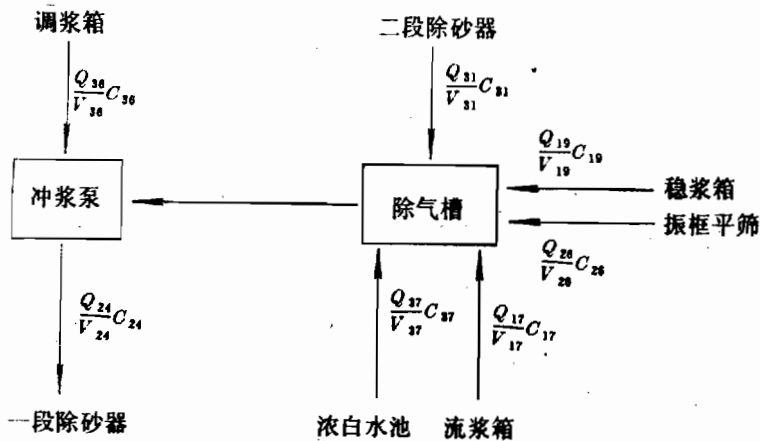 调浆箱
二段除砂器
Q36/V36 C36
Q31/V31 C31
Q19/V19 C19
冲浆泵
除气槽
稳浆箱
振框平筛
Q26/V26 C26
Q24/V24 C24
Q37/V37 C37
Q17/V17 C17
一段除砂器
浓白水池
流浆箱